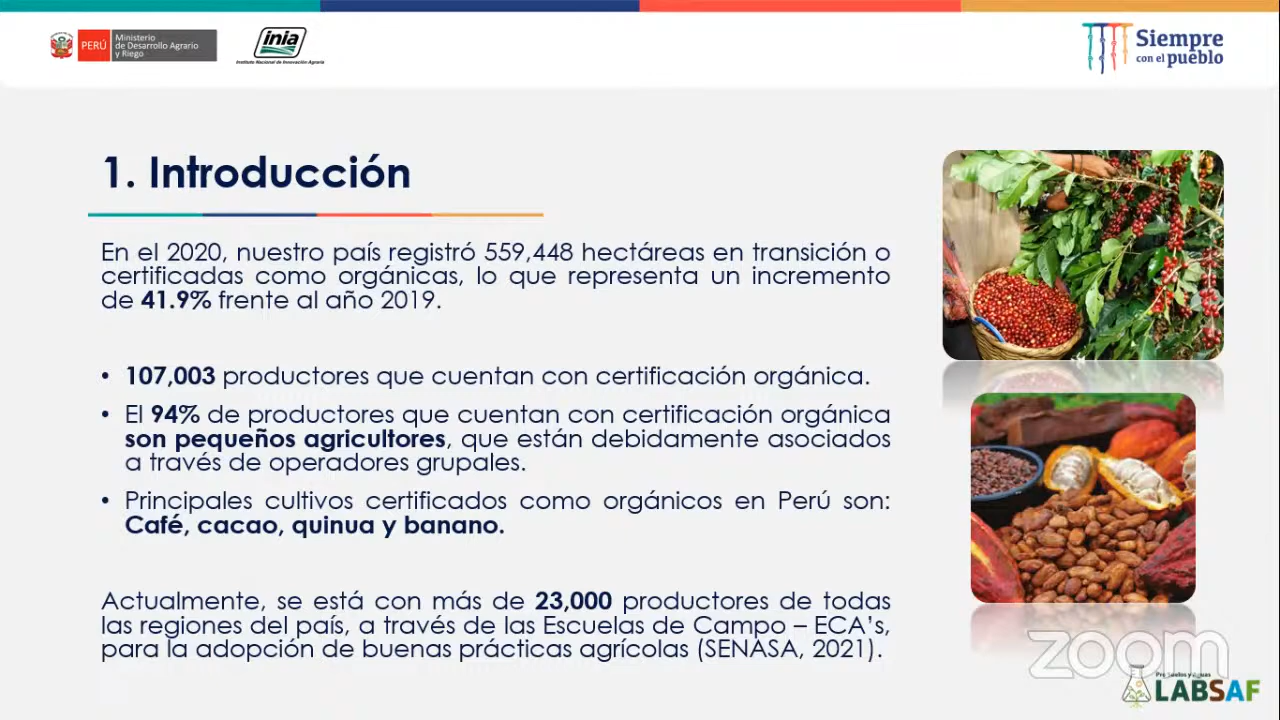 PERÚ
Ministerio
de Desarrollo Agrario
y Riego
inia
Instituto Nacional de Innovación Agraria
Siempre
con el pueblo
1. Introducción
En el 2020, nuestro país registró 559,448 hectáreas en transición o
certificadas como orgánicas, lo que representa un incremento
de 41.9% frente al año 2019.
• 107,003 productores que cuentan con certificación orgánica.
• El 94% de productores que cuentan con certificación orgánica
son pequeños agricultores, que están debidamente asociados
a través de operadores grupales.
• Principales cultivos certificados como orgánicos en Perú son:
Café, cacao, quinua y banano.
Actualmente, se está con más de 23,000 productores de todas
las regiones del país, a través de las Escuelas de Campo – ECA's,
para la adopción de buenas prácticas agrícolas (SENASA, 2021).
zoom
LABSAF